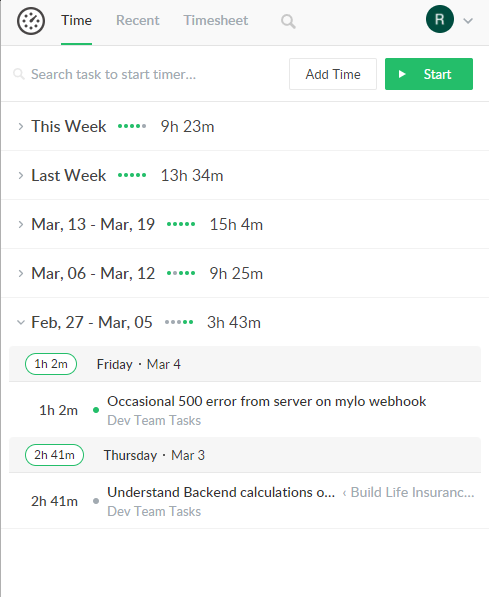 Time Recent Timesheet R
Search task to start timer... Add Time Start
This Week 9h 23m
Last Week 13h 34m
Mar, 13 - Mar, 19 15h 4m
Mar, 06 - Mar, 12 9h 25m
Feb, 27 - Mar, 05 3h 43m
1h 2m Friday · Mar 4
Occasional 500 error from server on mylo webhook
1h 2m
Dev Team Tasks
2h 41m Thursday · Mar 3
Understand Backend calculations o... ‹ Build Life Insuranc...
2h 41m
Dev Team Tasks